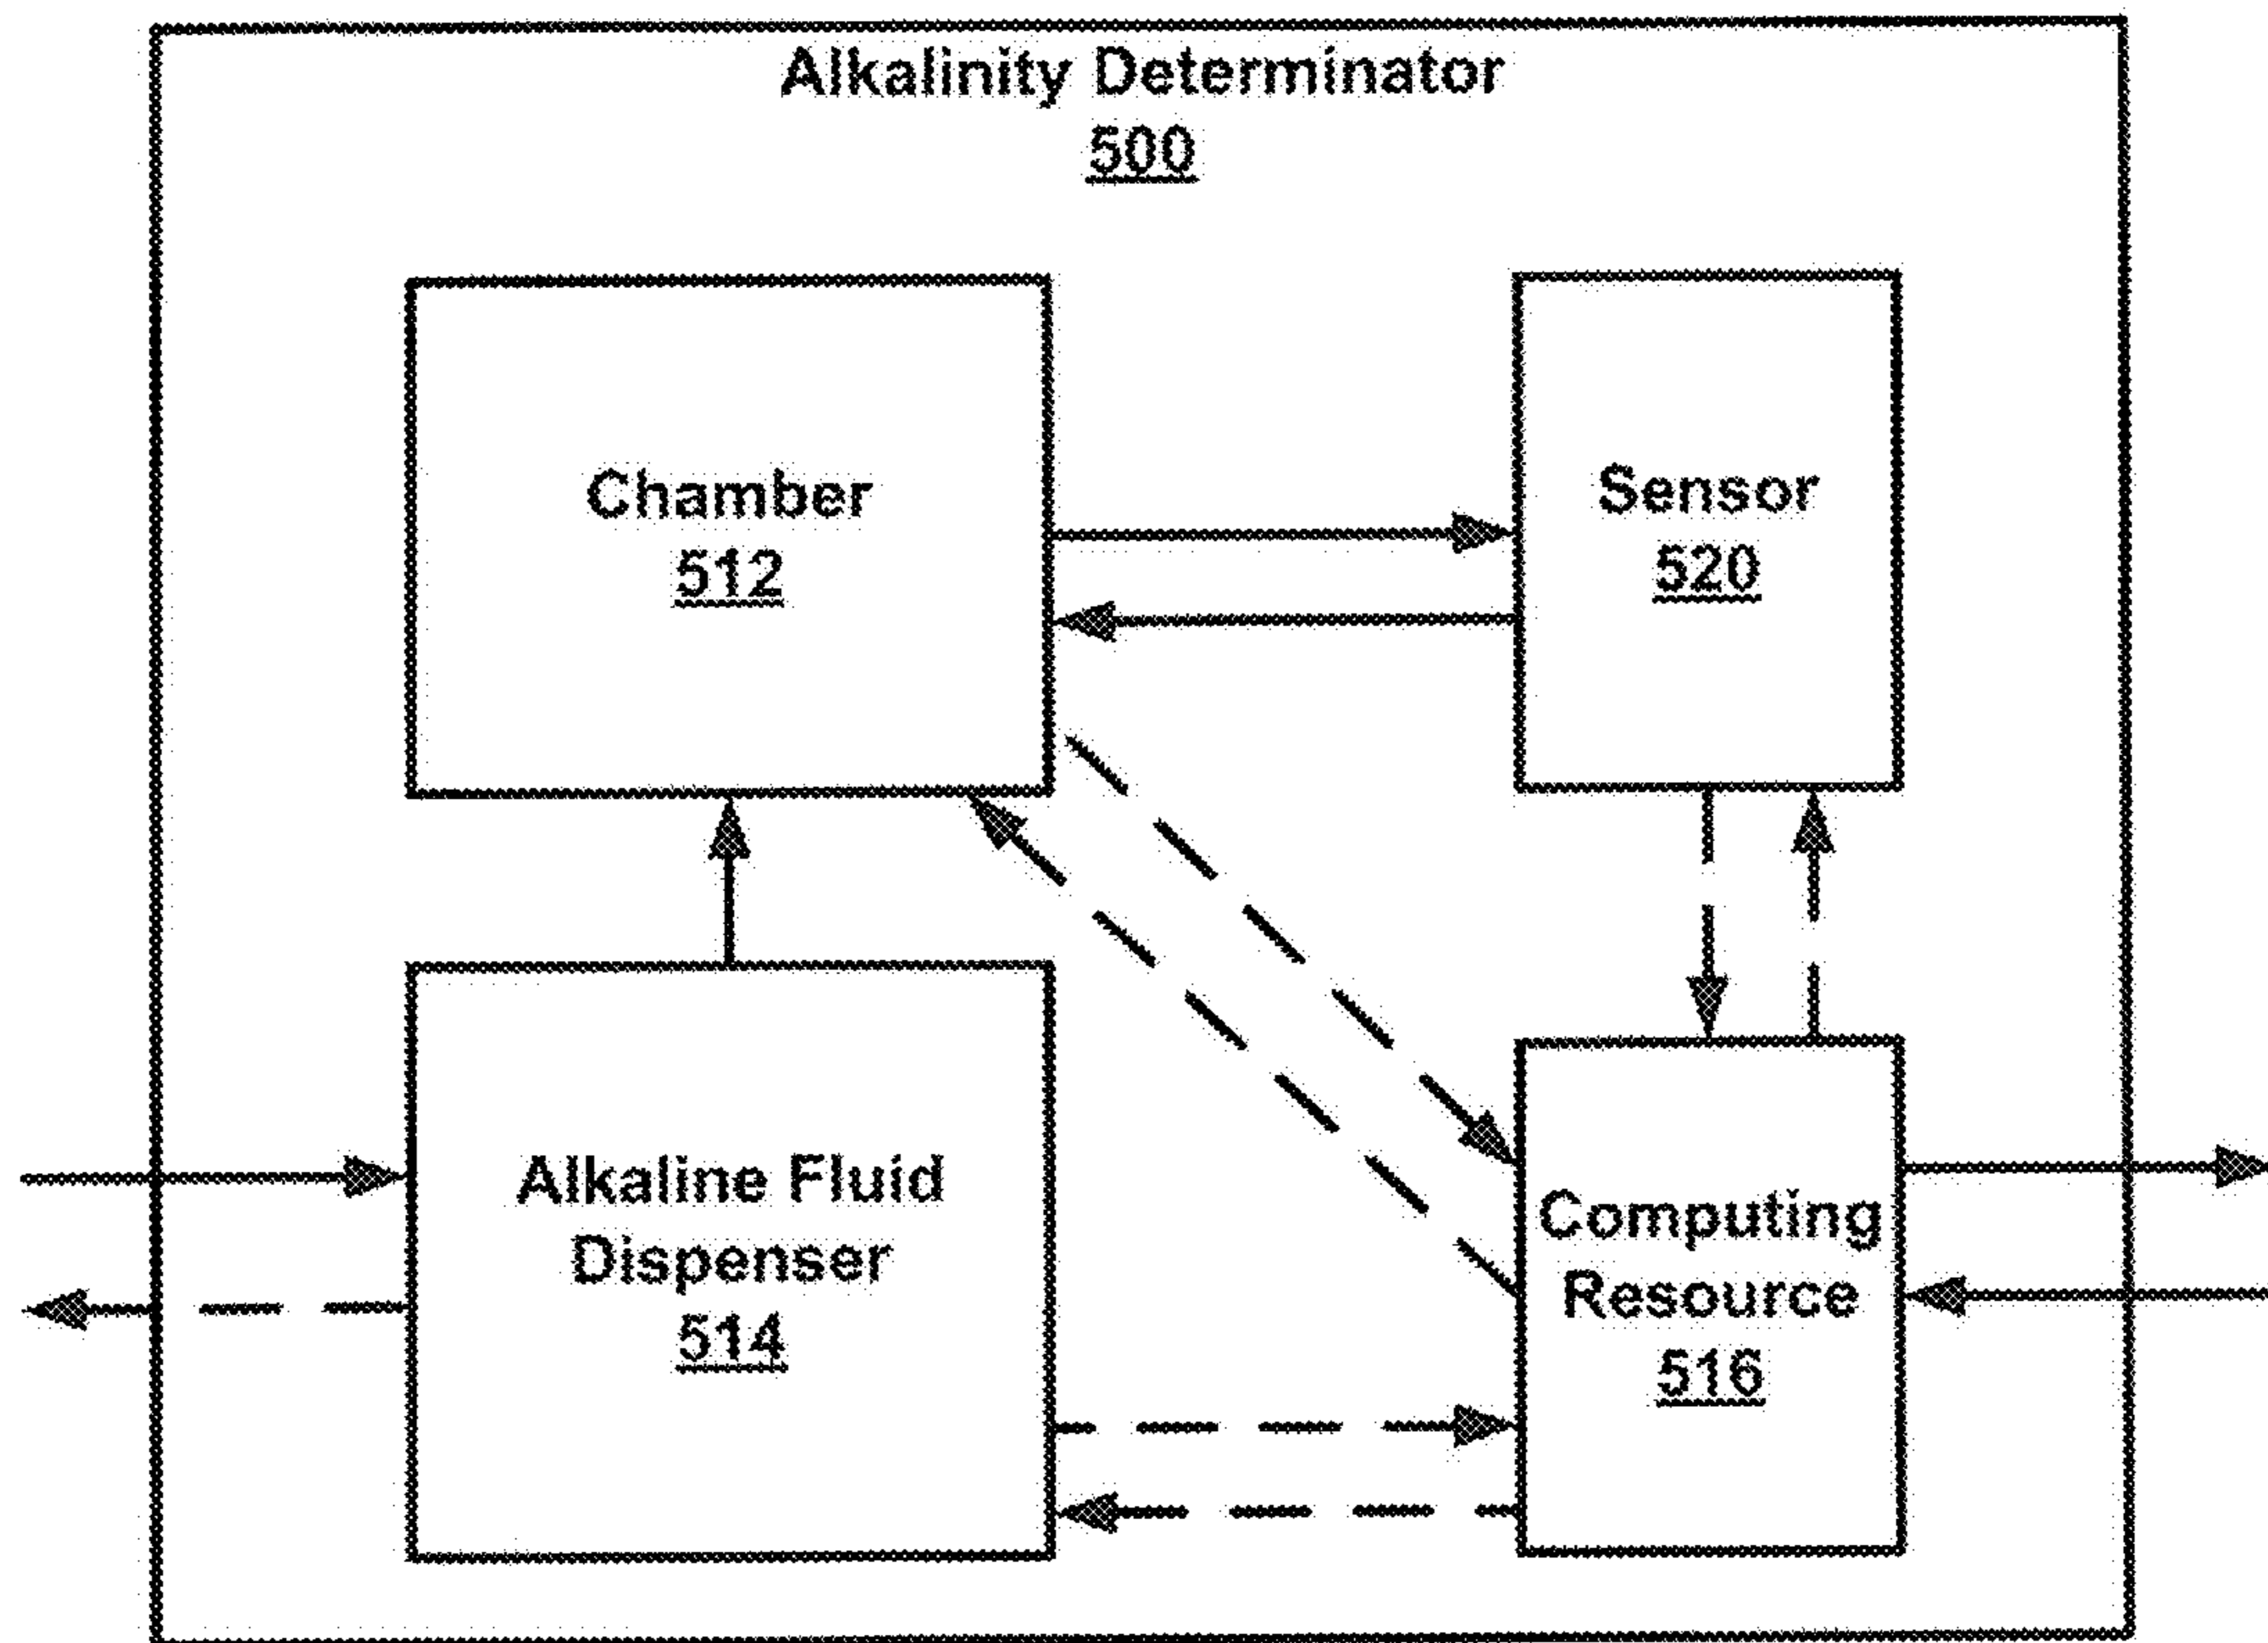 Alkalinity Determinator
500
Chamber
512
Sensor
520
Alkaline Fluid
Dispenser
514
Computing
Resource
516